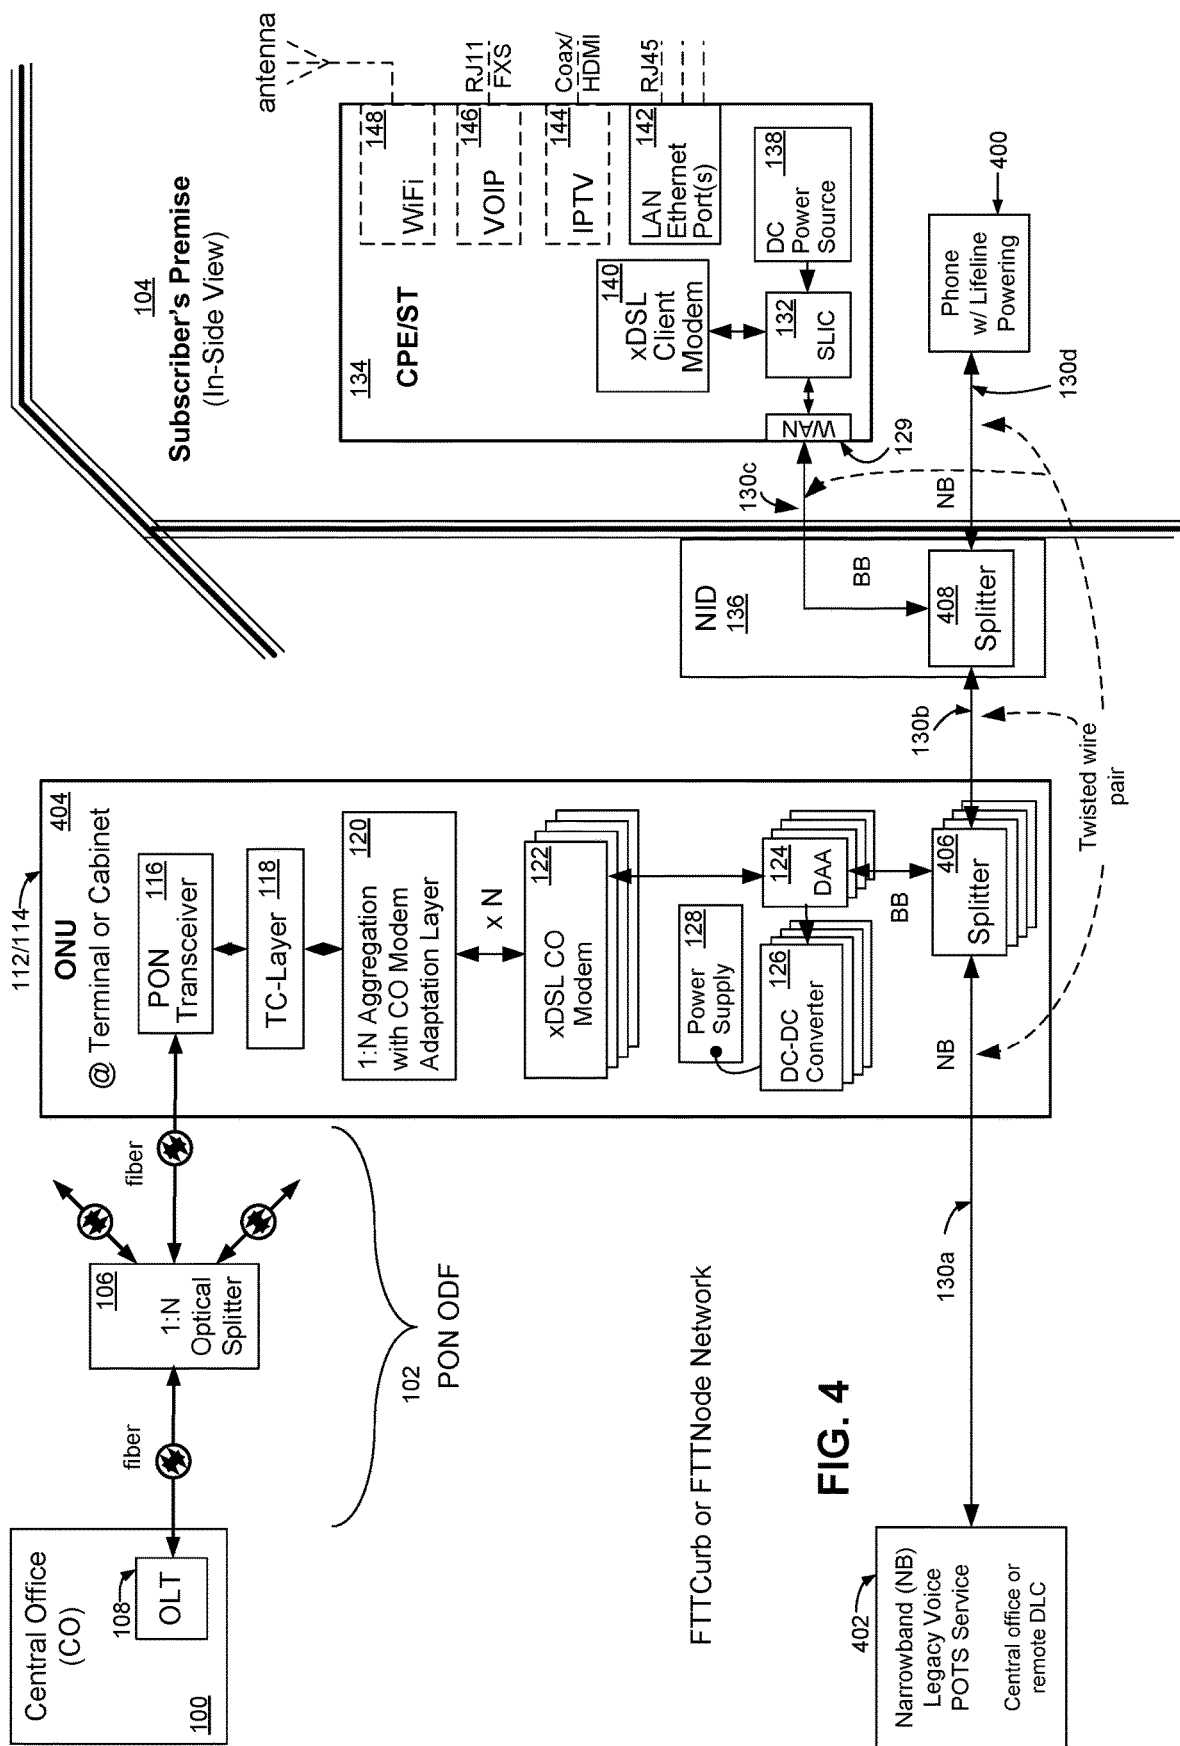 Central Office
(CO)
108
OLT
100
fiber
106
1:N
Optical
Splitter
fiber
102
PON ODF
112/114
ONU
404
@ Terminal or Cabinet
PON
116
Transceiver
TC-Layer
118
120
1:N Aggregation
with CO Modem
Adaptation Layer
x N
122
xDSL CO
Modem
124
DAA
128
Power
Supply
126
DC-DC
Converter
BB
406
Splitter
NB
130a
130b
Twisted wire
pair
NID
136
408
Splitter
BB
NB
130c
130d
104
Subscriber's Premise
(In-Side View)
134
CPE/ST
antenna
148
WiFi
146
VOIP
RJ11
FXS
144
IPTV
Coax/
HDMI
142
LAN
Ethernet
Port(s)
RJ45
140
xDSL
Client
Modem
138
DC
Power
Source
132
SLIC
WAN
129
Phone
w/ Lifeline
Powering
400
FTTCurb or FTTNode Network
FIG. 4
402
Narrowband (NB)
Legacy Voice
POTS Service
Central office or
remote DLC